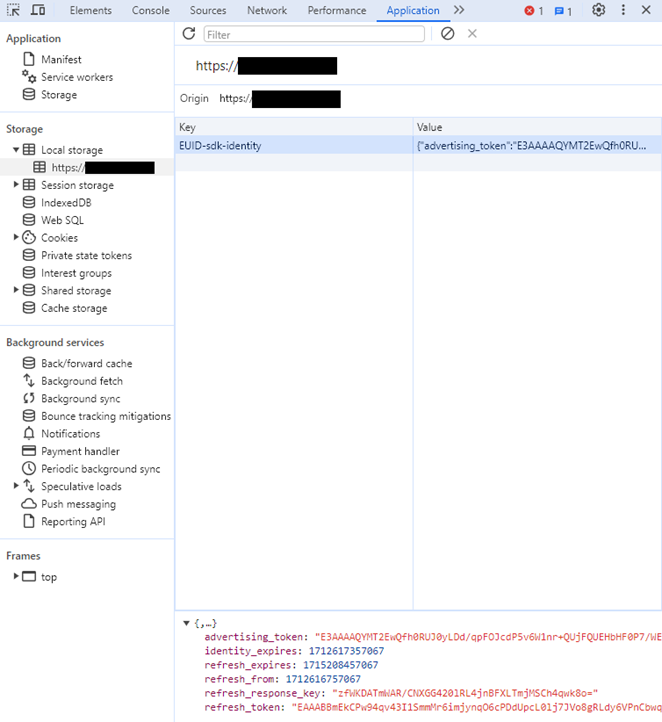 Elements Console Sources Network Performance Application 1 1
Application
Manifest
Service workers
Storage
Storage
Local storage
https://
Session storage
IndexedDB
Web SQL
Cookies
Private state tokens
Interest groups
Shared storage
Cache storage
Background services
Back/forward cache
Background fetch
Background sync
Bounce tracking mitigations
Notifications
Payment handler
Periodic background sync
Speculative loads
Push messaging
Reporting API
Frames
top
Filter
https://
Origin https://
Key Value
EUID-sdk-identity {"advertising_token":"E3AAAAQYMT2EwQfh0RU...
{,…}
advertising_token: "E3AAAAQYMT2EwQfh0RUJ0yLDd/qpFOJcdP5v6W1nr+QUjFQUEHbHF0P7/WE
identity_expires: 1712617357067
refresh_expires: 1715208457067
refresh_from: 1712616757067
refresh_response_key: "zfWKDATmWAR/CNXGG420lRL4jnBFXLTmjMSCh4qwk8o="
refresh_token: "EAAABBmEkCPw94qv43I1SmmMr6imjynqO6cPDdUpcL0lj7JVo8gRLdy6VPnCbwq